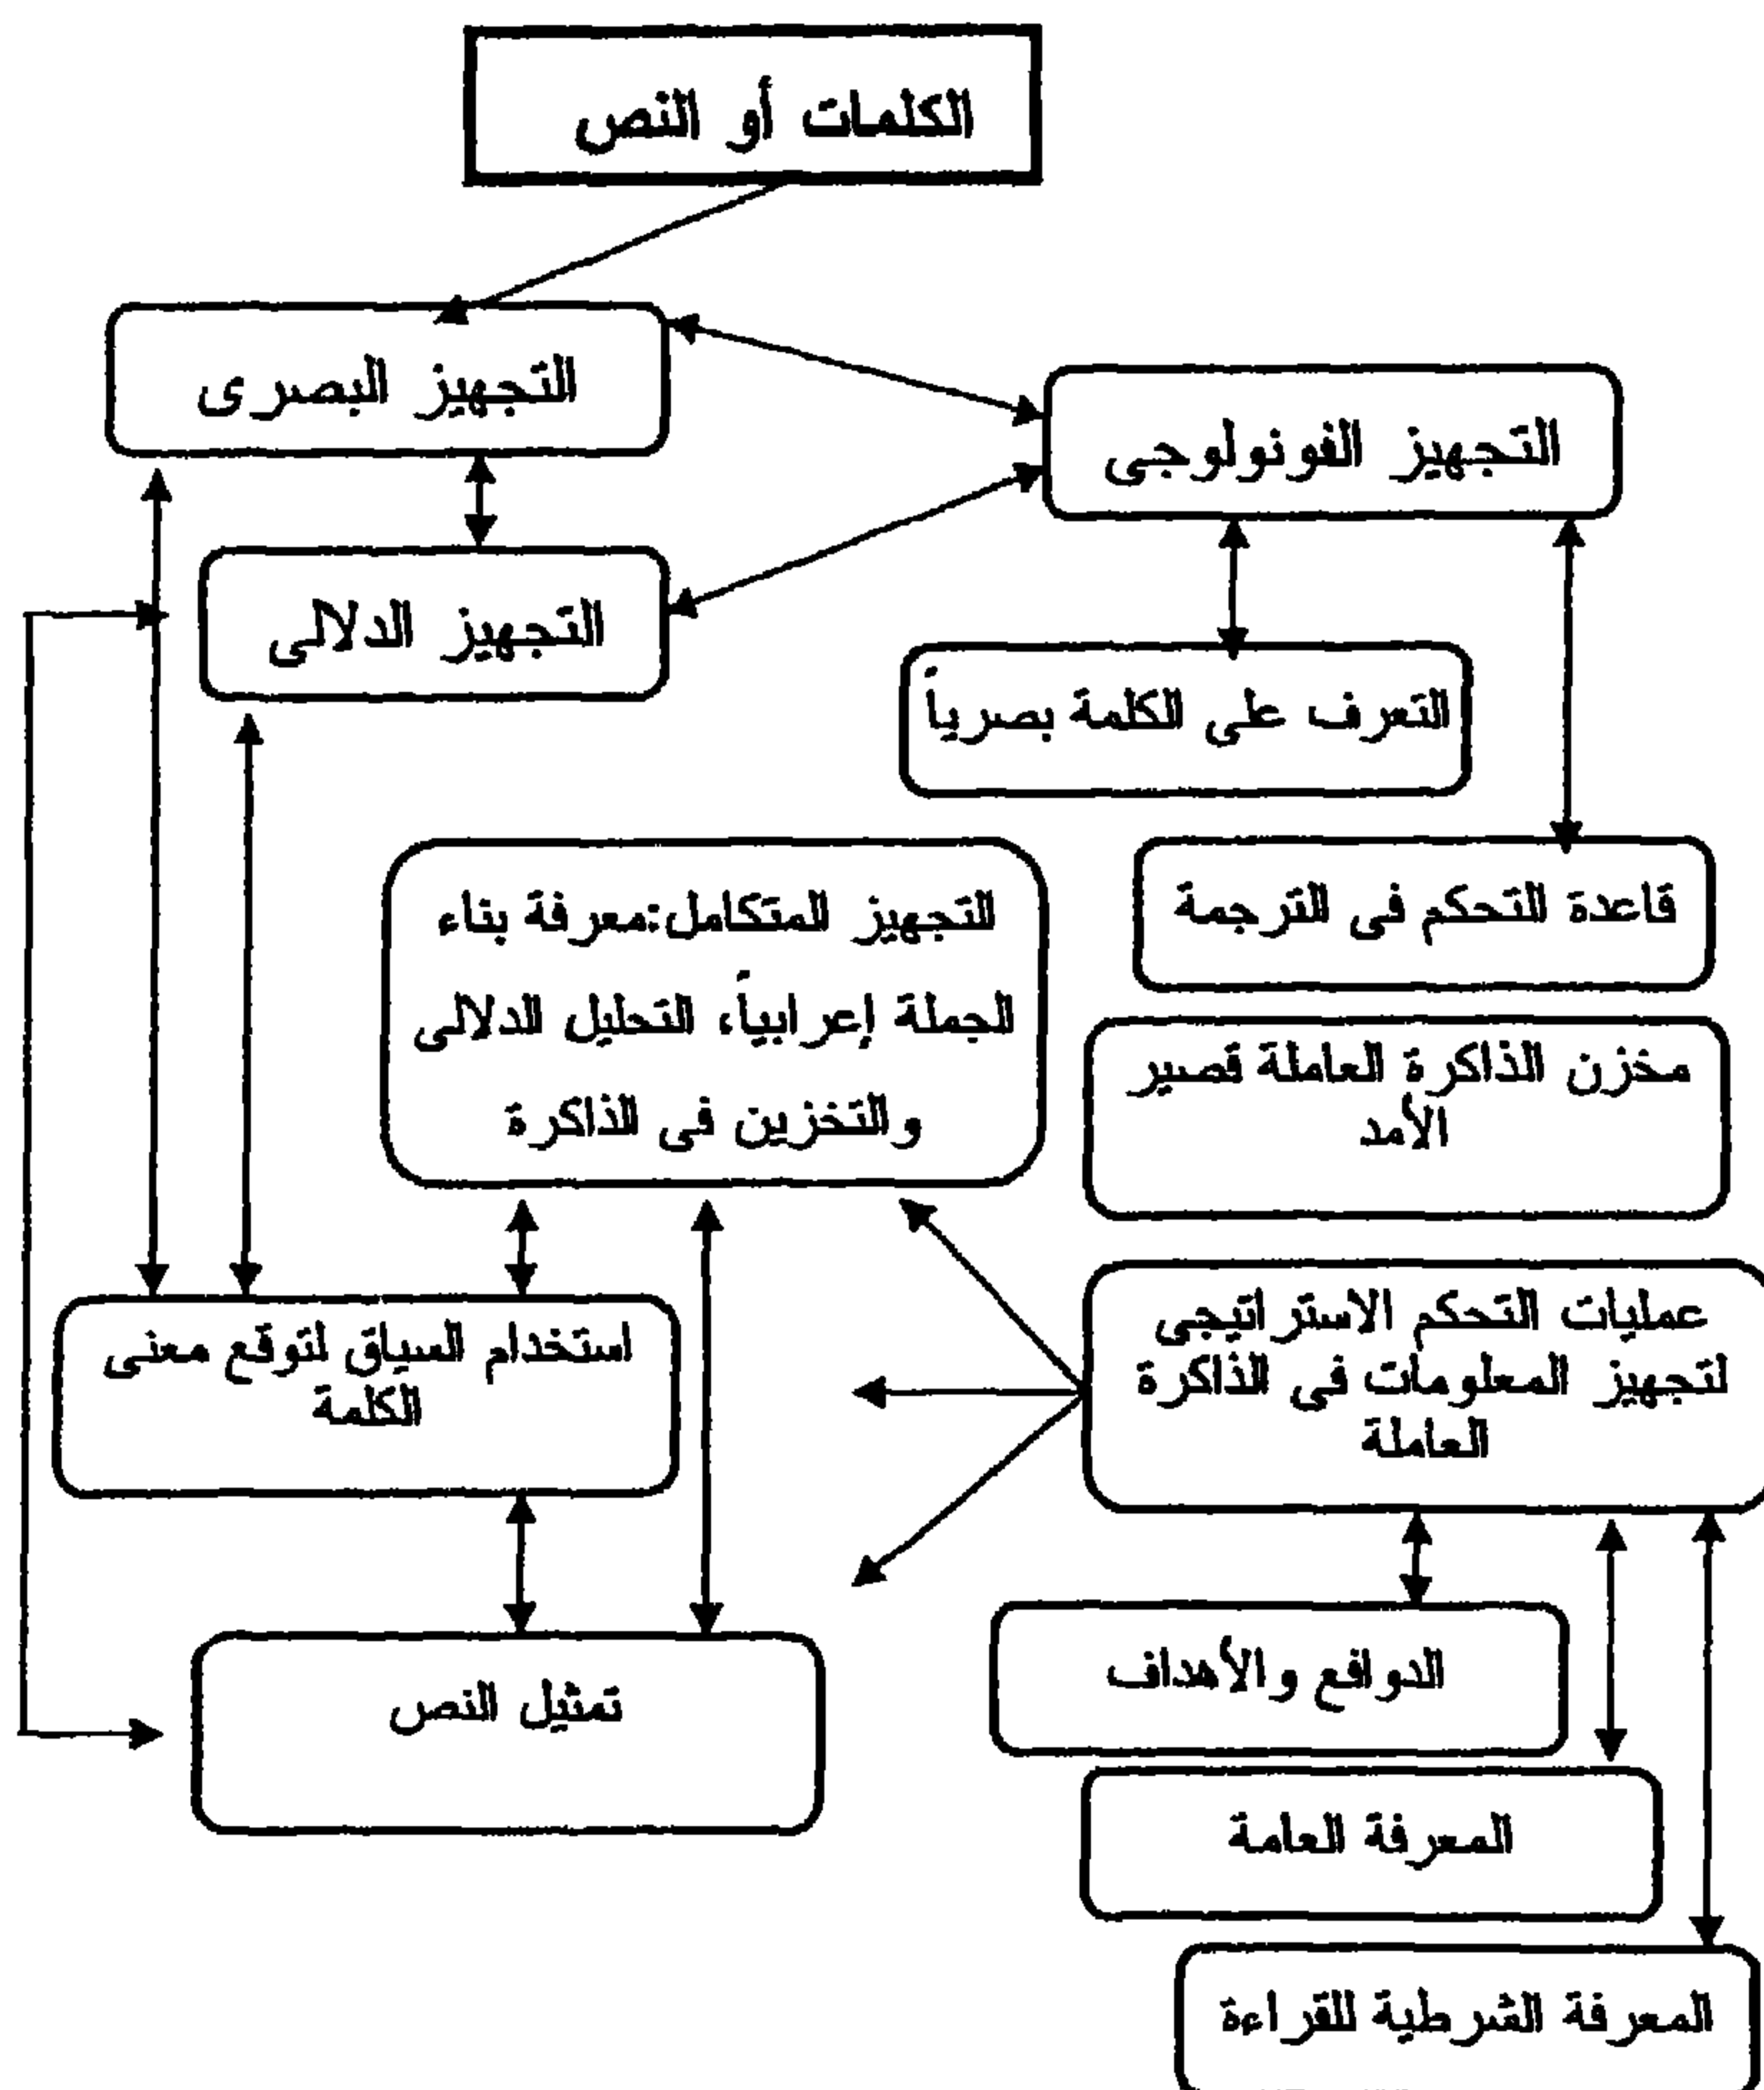 الكلمات أو النص
التجهيز البصرى
التجهيز الفونولوجى
التجهيز الدلالى
التعرف على الكلمة بصرياً
قاعدة التحكم فى الترجمة
التجهيز المتكامل:معرفة بناء
الجملة إعرابياً، التحليل الدلالى
والتخزين فى الذاكرة
مخزن الذاكرة العاملة قصير
الأمد
عمليات التحكم الاستراتيجى
لتجهيز المعلومات فى الذاكرة
العاملة
استخدام السياق لتوقع معنى
الكلمة
الدوافع والأهداف
تمثيل النص
المعرفة العامة
المعرفة الشرطية للقراءة